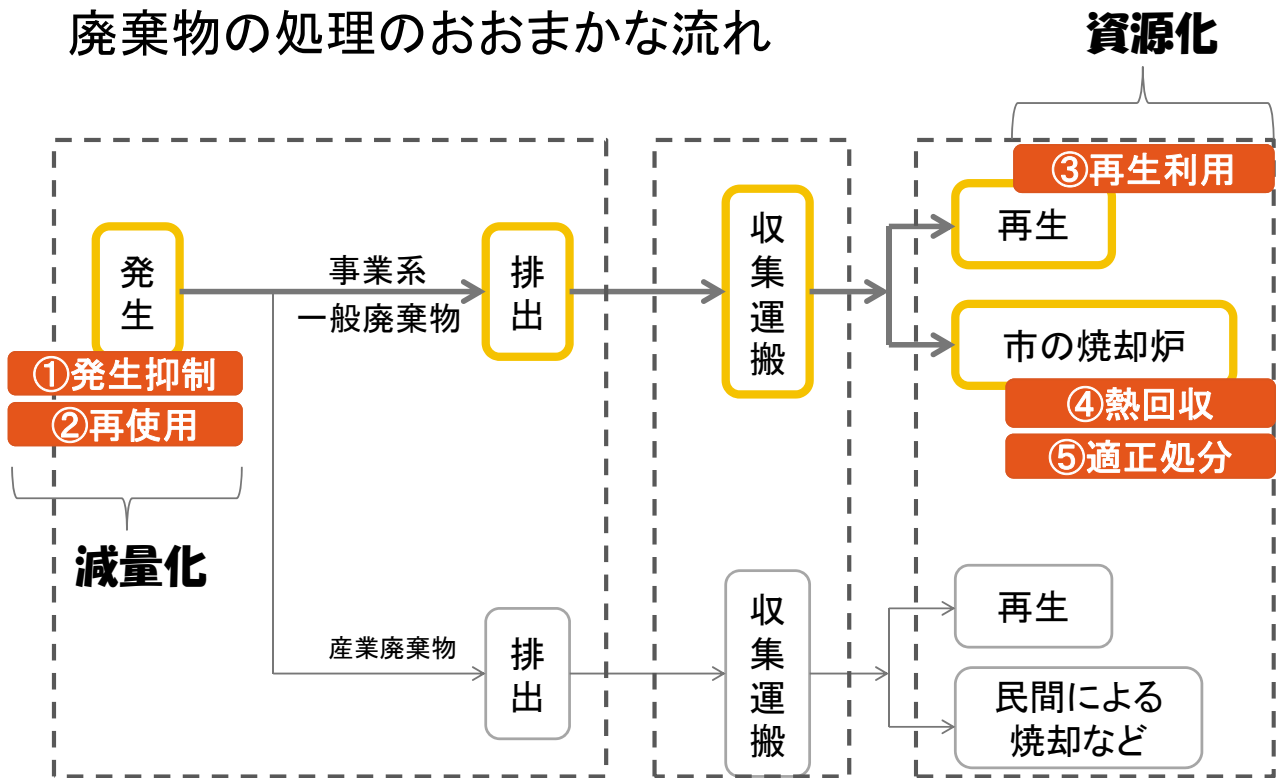 廃棄物の処理のおおまかな流れ
資源化
③再生利用
再生
発生
事業系
一般廃棄物
排出
収集運搬
市の焼却炉
①発生抑制
②再使用
④熱回収
⑤適正処分
減量化
産業廃棄物
排出
収集運搬
再生
民間による
焼却など